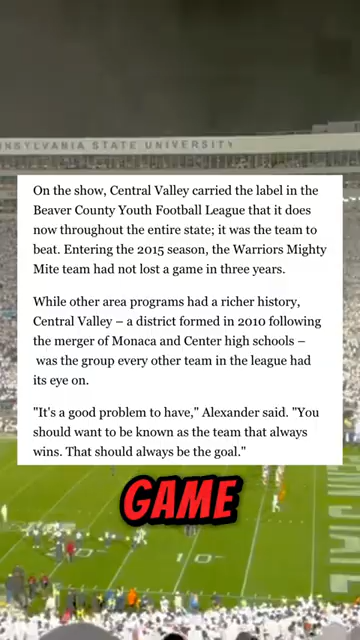 NNSYLVANIA STATE UNIVERSITY
On the show, Central Valley carried the label in the
Beaver County Youth Football League that it does
now throughout the entire state; it was the team to
beat. Entering the 2015 season, the Warriors Mighty
Mite team had not lost a game in three years.
While other area programs had a richer history,
Central Valley – a district formed in 2010 following
the merger of Monaca and Center high schools –
was the group every other team in the league had
its eye on.
"It's a good problem to have," Alexander said. "You
should want to be known as the team that always
wins. That should always be the goal."
GAME